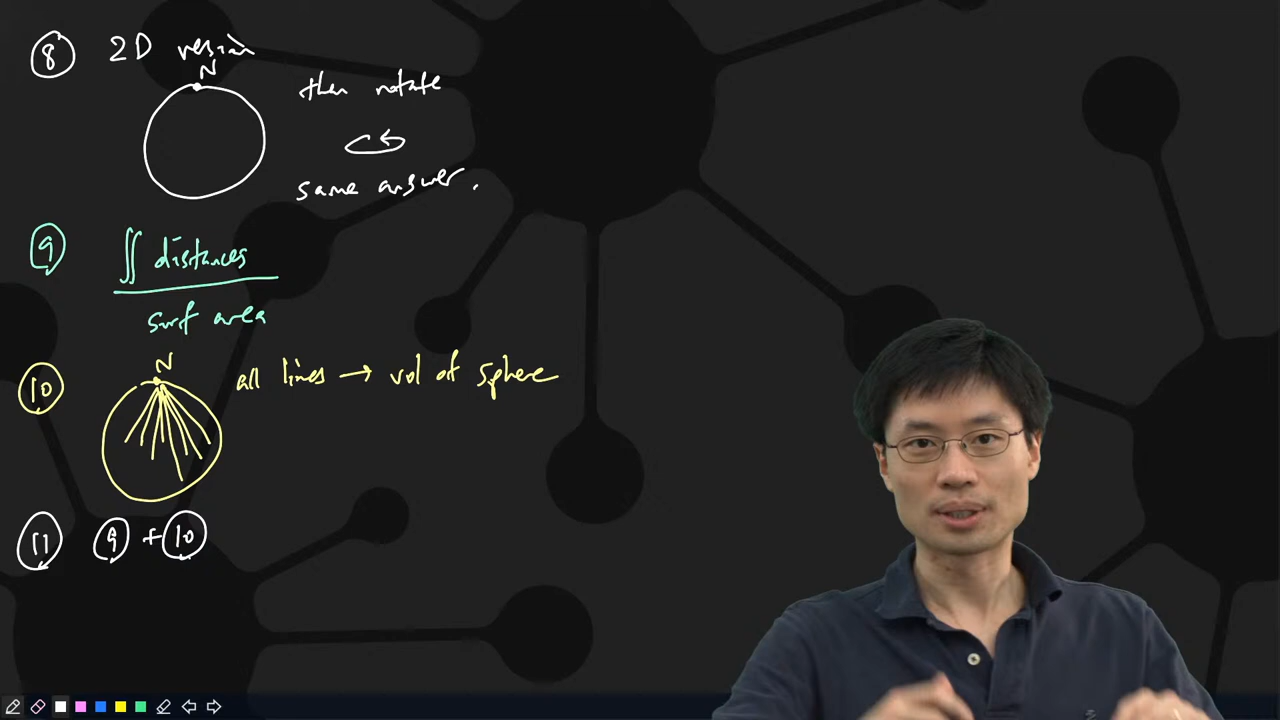 ⑧ 2D version
N
then rotate
same answer.
⑨ ∬ distances
surf area
⑩ N
all lines → vol of sphere
⑪ ⑨ + ⑩